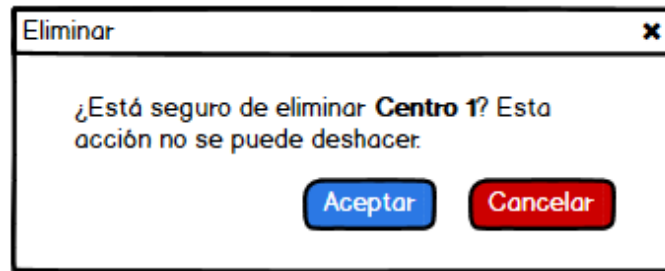 Eliminar
¿Está seguro de eliminar Centro 1? Esta
acción no se puede deshacer.
Aceptar Cancelar